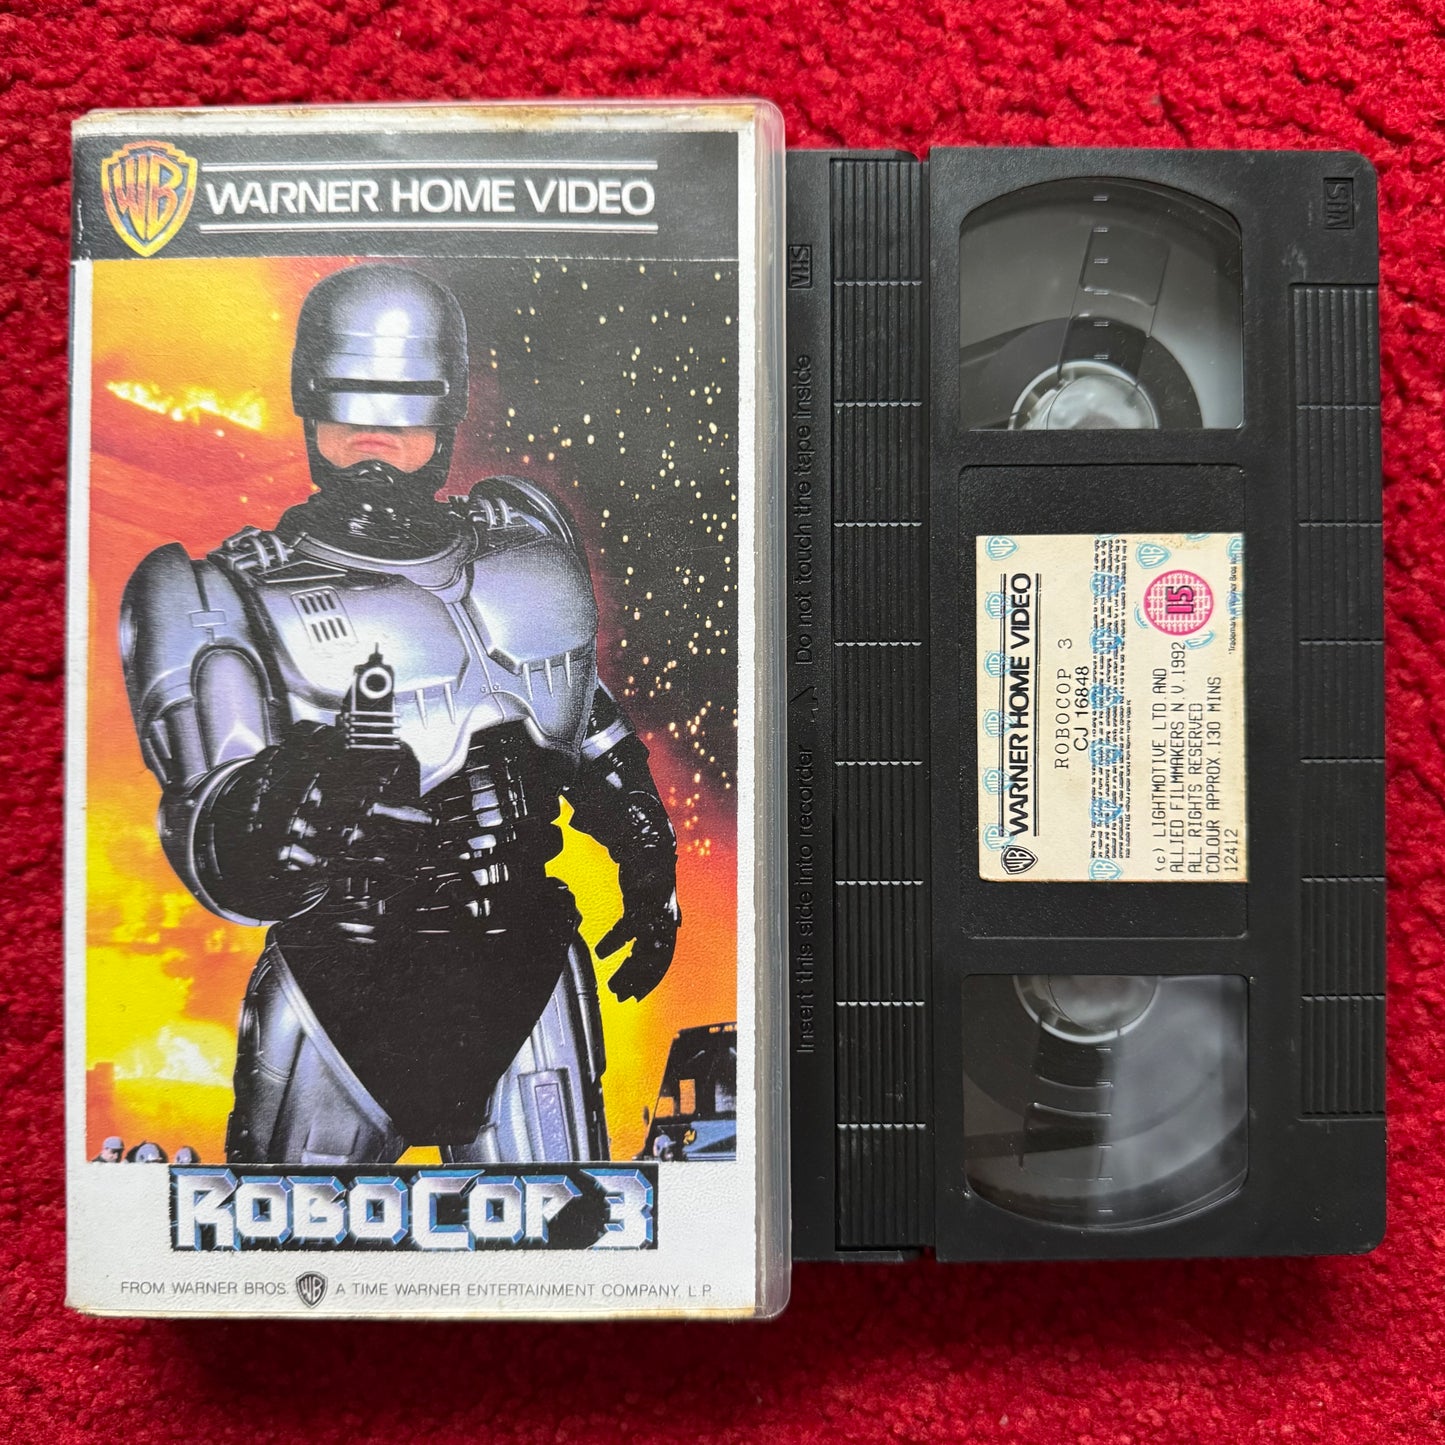 WB WARNER HOME VIDEO
ROBOCOP 3
FROM WARNER BROS. WB A TIME WARNER ENTERTAINMENT COMPANY, L.P.
VHS
Insert this side into recorder Do not touch the tape inside
VHS
WB WARNER HOME VIDEO
ROBOCOP 3
CJ 16848
15
(c) LIGHTMOTIVE LTD.AND
ALLIED FILMMAKERS N.V.1992
ALL RIGHTS RESERVED
COLOUR APPROX.130 MINS
12412